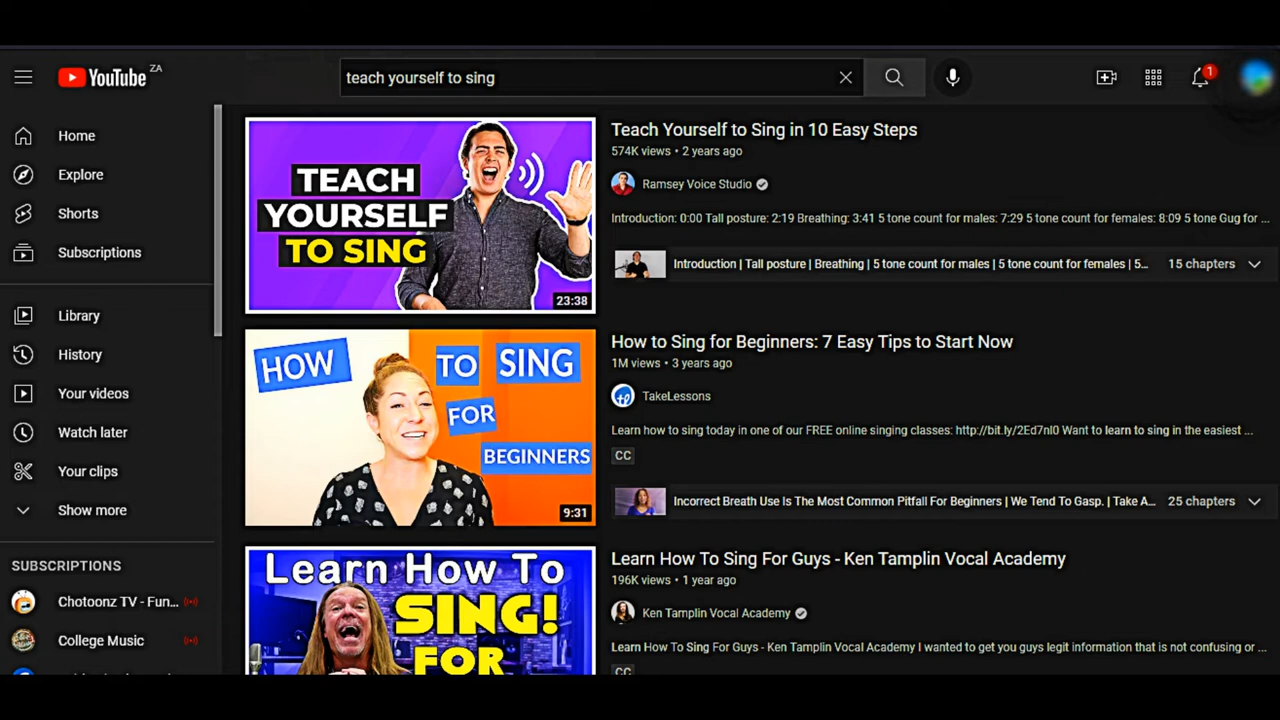 YouTube ZA
teach yourself to sing
1
Home
Explore
Shorts
Subscriptions
Library
History
Your videos
Watch later
Your clips
Show more
SUBSCRIPTIONS
Chotoonz TV - Fun...
College Music
TEACH
YOURSELF
TO SING
23:38
Teach Yourself to Sing in 10 Easy Steps
574K views • 2 years ago
Ramsey Voice Studio
Introduction: 0:00 Tall posture: 2:19 Breathing: 3:41 5 tone count for males: 7:29 5 tone count for females: 8:09 5 tone Gug for ...
Introduction | Tall posture | Breathing | 5 tone count for males | 5 tone count for females | 5... 15 chapters
HOW TO SING
FOR
BEGINNERS
9:31
How to Sing for Beginners: 7 Easy Tips to Start Now
1M views • 3 years ago
TakeLessons
Learn how to sing today in one of our FREE online singing classes: http://bit.ly/2Ed7nI0 Want to learn to sing in the easiest ...
CC
Incorrect Breath Use Is The Most Common Pitfall For Beginners | We Tend To Gasp. | Take A... 25 chapters
Learn How To
SING!
FOR
Learn How To Sing For Guys - Ken Tamplin Vocal Academy
196K views • 1 year ago
Ken Tamplin Vocal Academy
Learn How To Sing For Guys - Ken Tamplin Vocal Academy I wanted to get you guys legit information that is not confusing or ...
CC